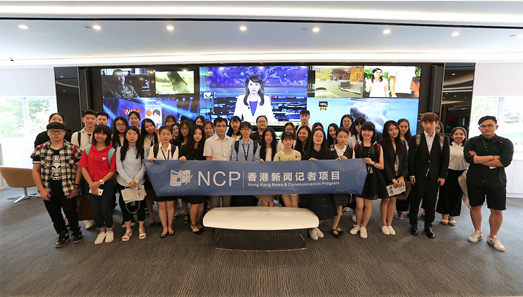 NCP
香港新闻记者项目
Hong Kong News & Communication Program